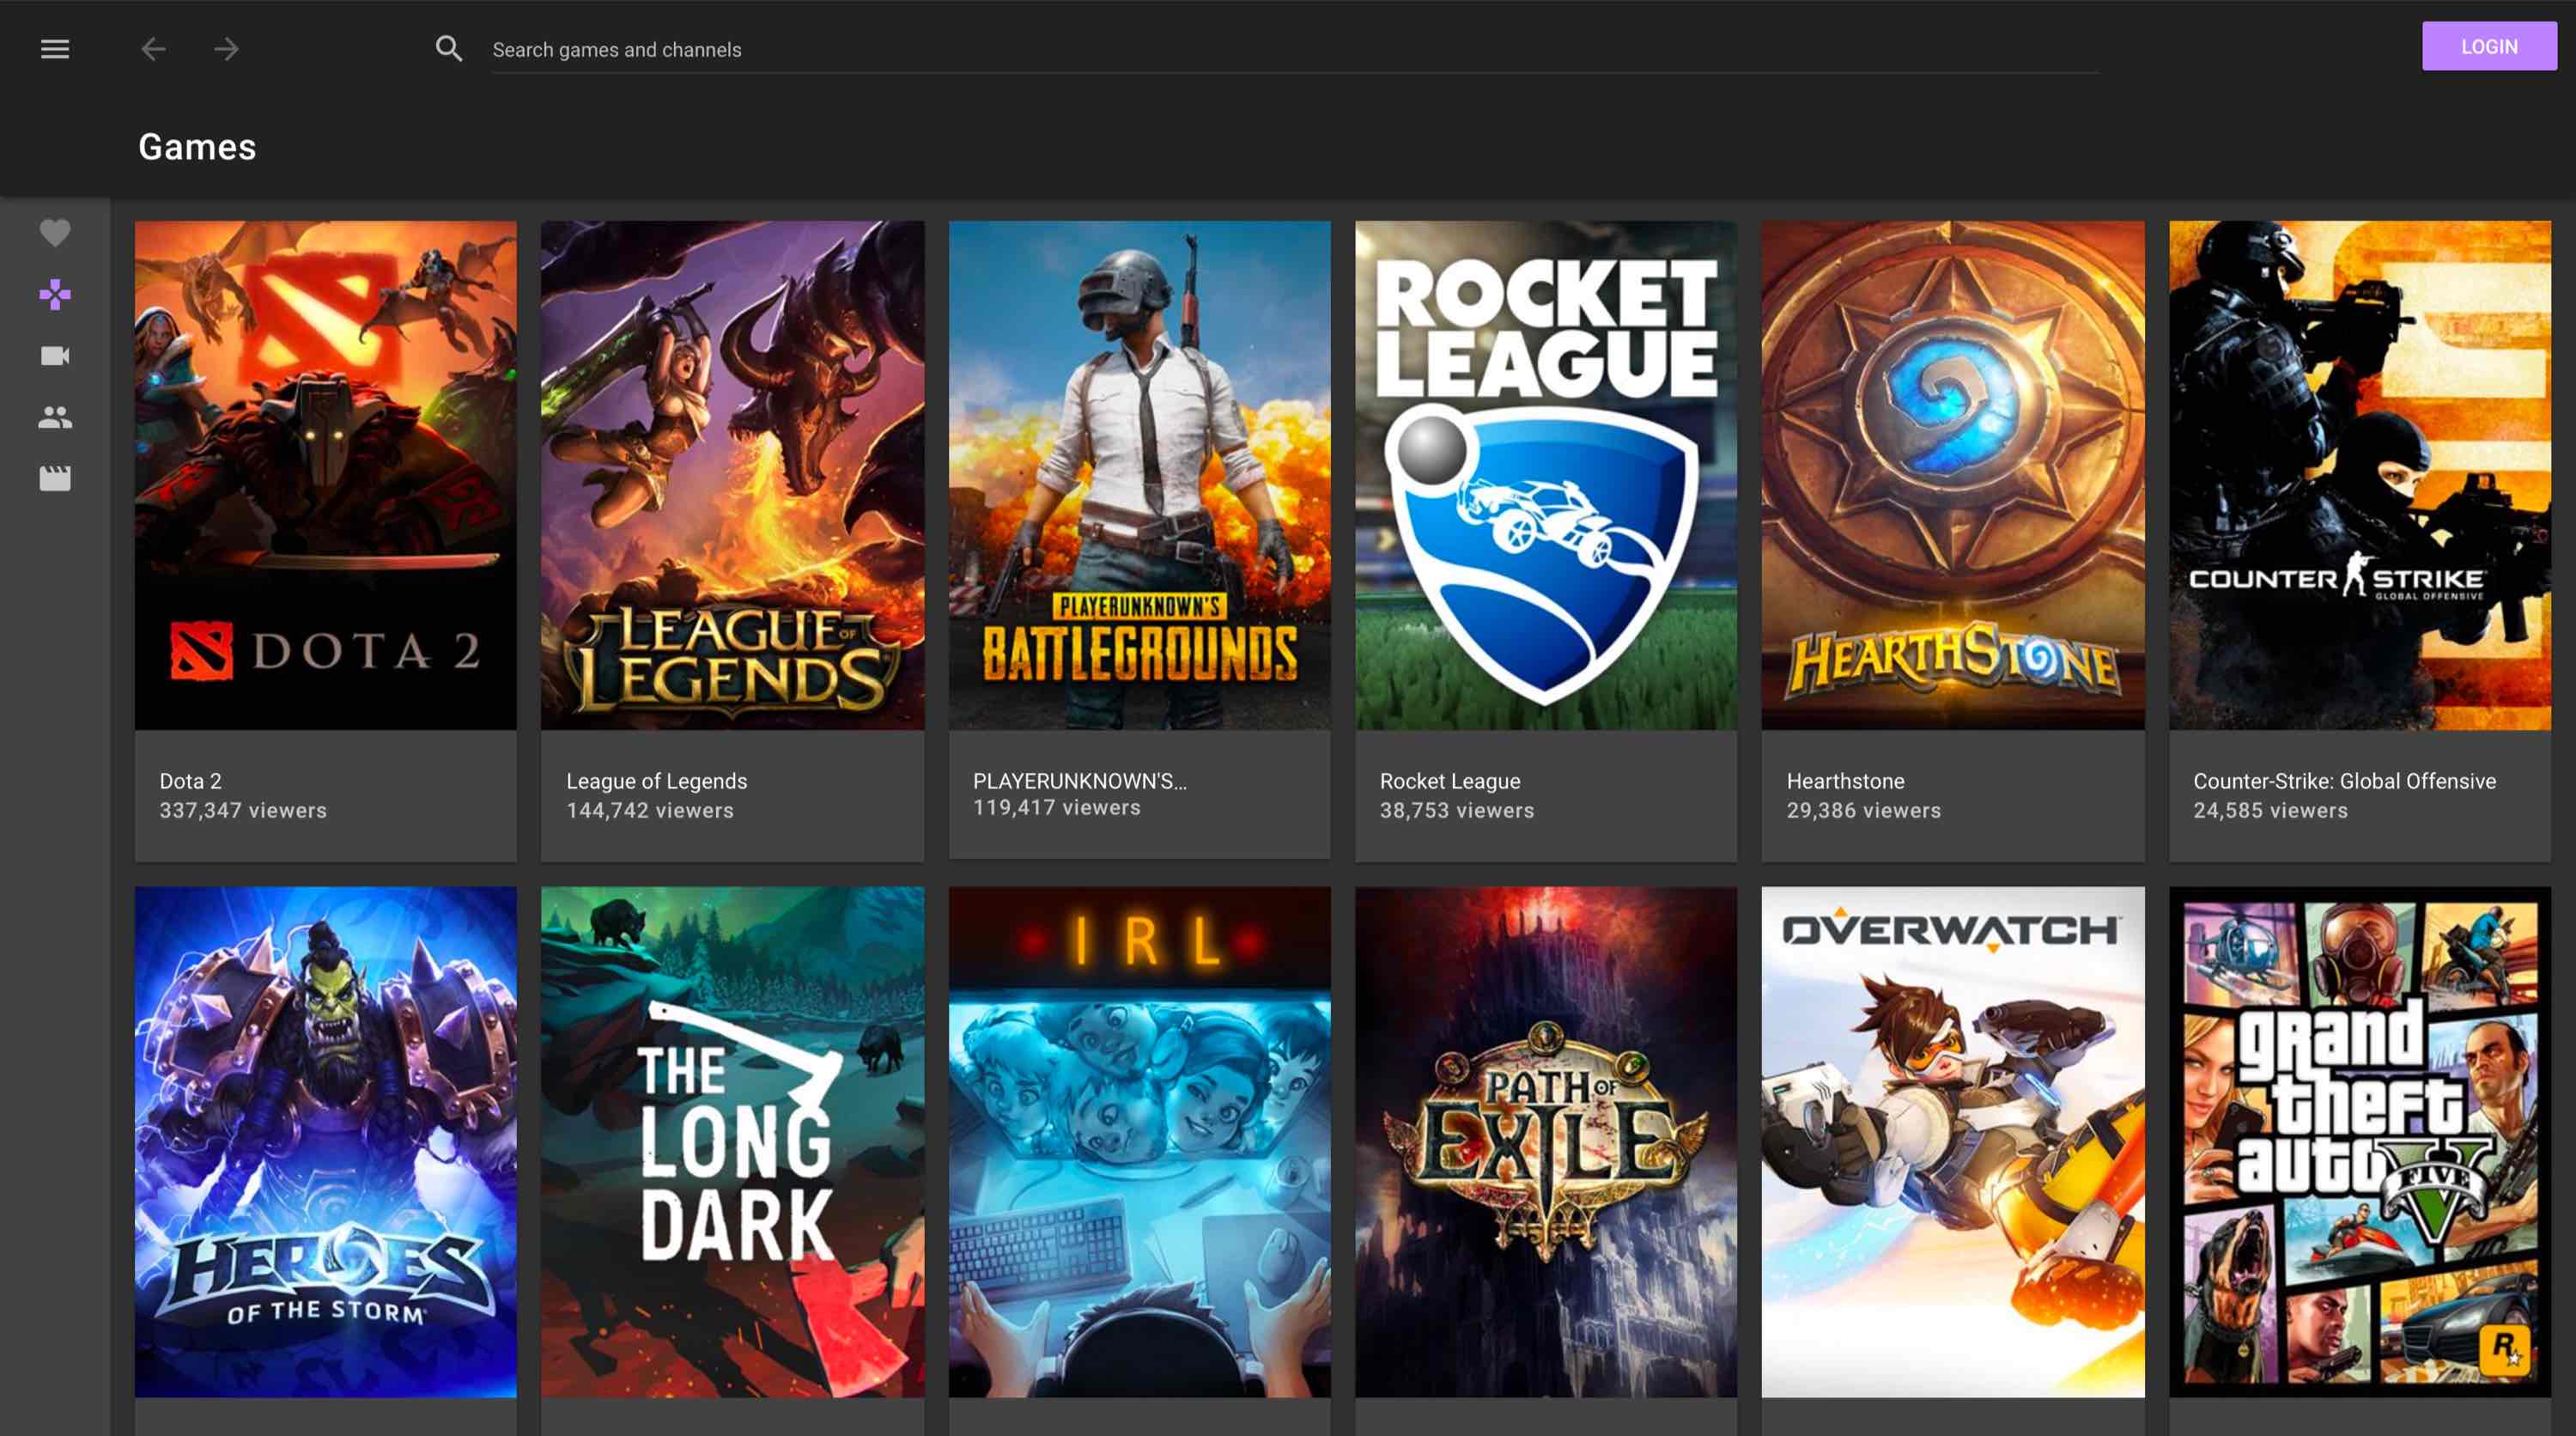 Search games and channels
LOGIN
Games
DOTA 2
LEAGUE OF
LEGENDS
PLAYERUNKNOWN'S
BATTLEGROUNDS
ROCKET
LEAGUE
HEARTHSTONE
COUNTER STRIKE
GLOBAL OFFENSIVE
Dota 2
337,347 viewers
League of Legends
144,742 viewers
PLAYERUNKNOWN'S...
119,417 viewers
Rocket League
38,753 viewers
Hearthstone
29,386 viewers
Counter-Strike: Global Offensive
24,585 viewers
HEROES
OF THE STORM
THE
LONG
DARK
IRL
PATH OF
EXILE
OVERWATCH
grand
theft
auto V
FIVE
R